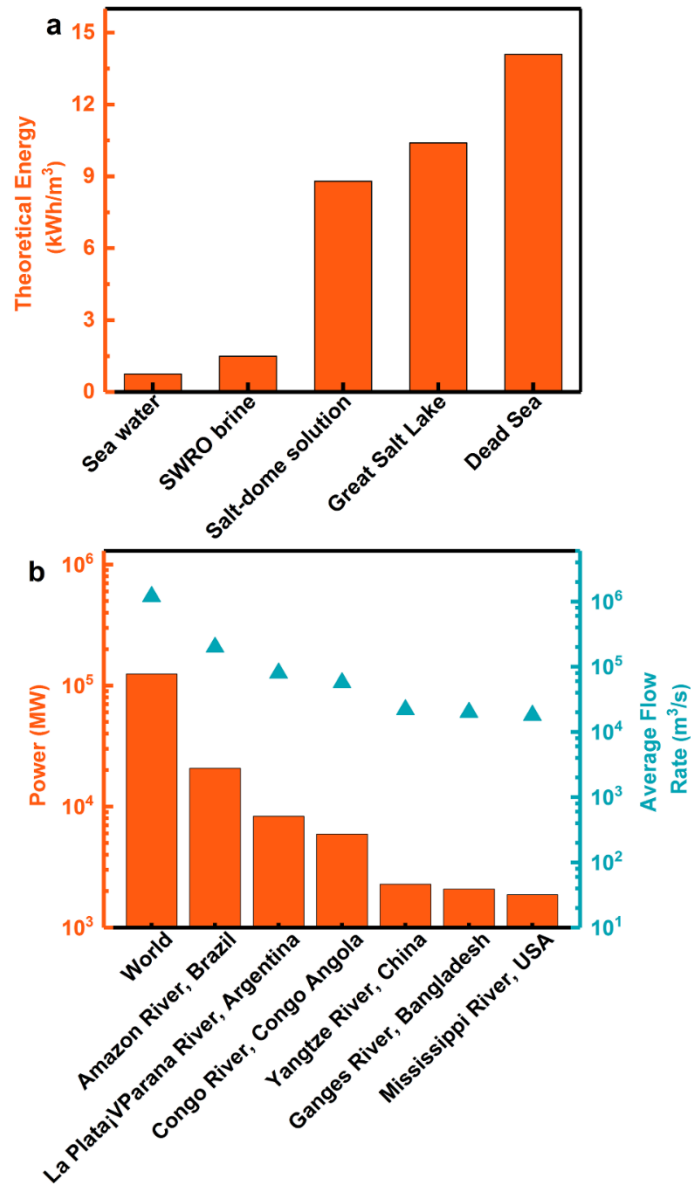 a
Theoretical Energy
(kWh/m³)
15
12
9
6
3
0
Sea water
SWRO brine
Salt-dome solution
Great Salt Lake
Dead Sea
b
Power (MW)
10⁶
10⁵
10⁴
10³
Average Flow
Rate (m³/s)
10⁶
10⁵
10⁴
10³
10²
10¹
World
Amazon River, Brazil
La Plata¡VParana River, Argentina
Congo River, Congo Angola
Yangtze River, China
Ganges River, Bangladesh
Mississippi River, USA